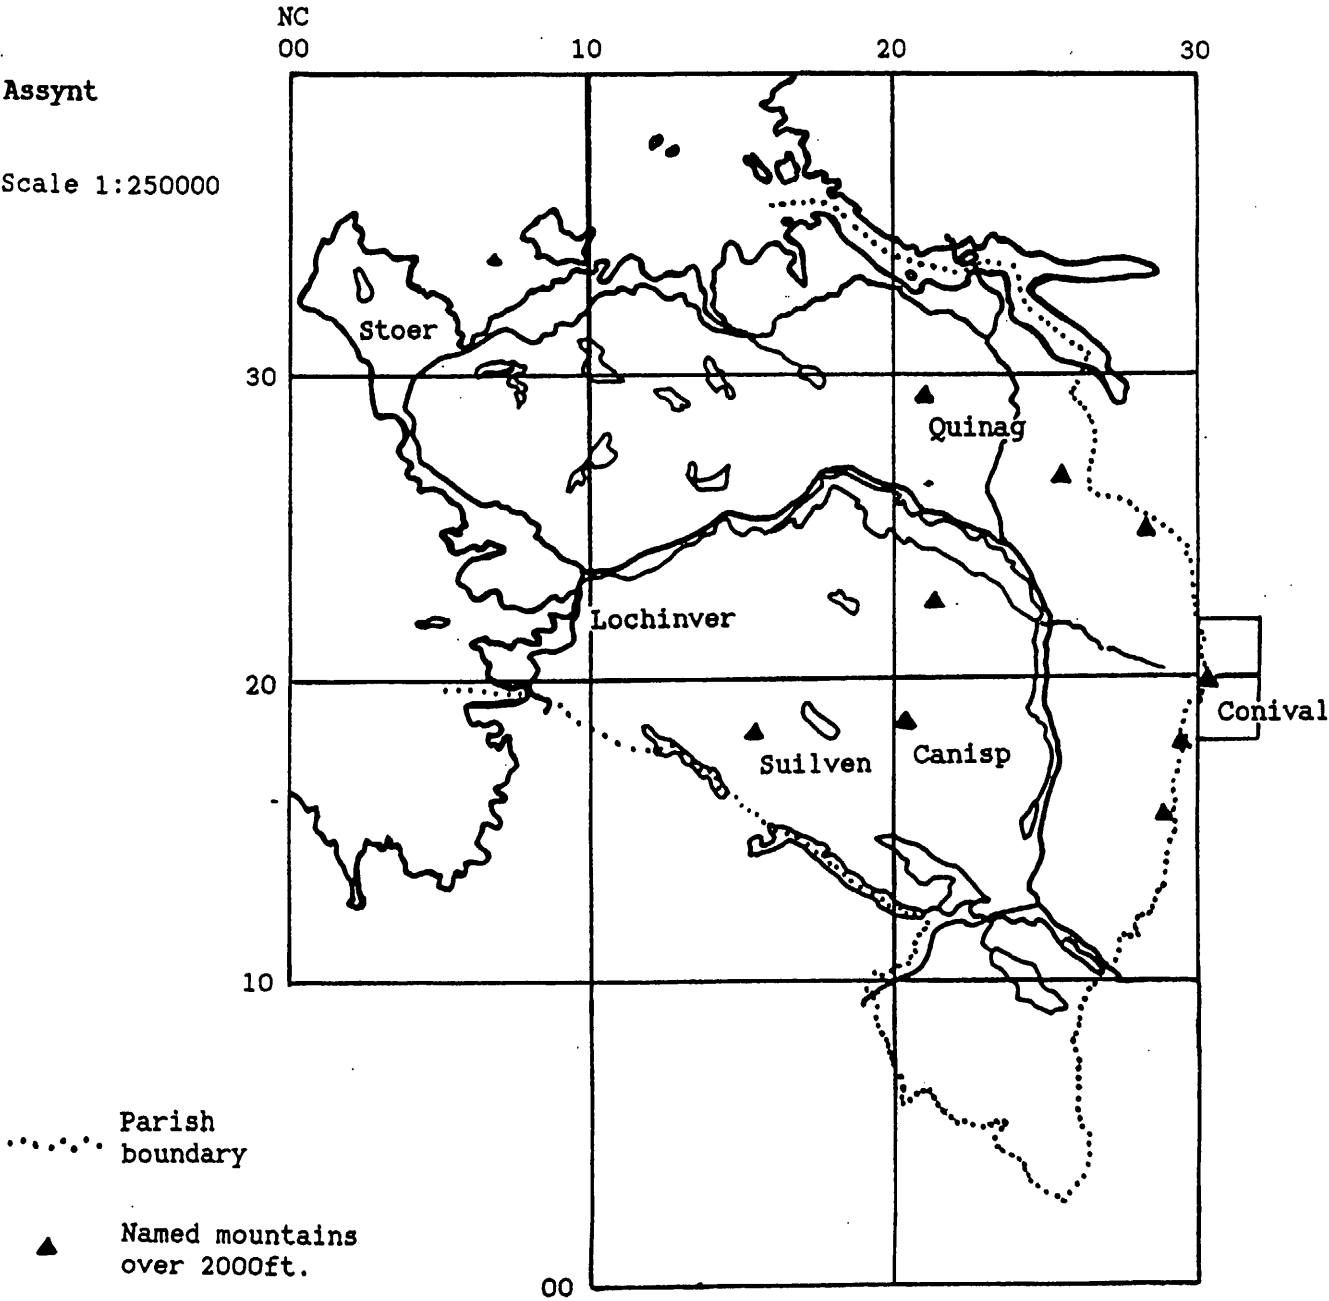 NC
00 10 20 30
Assynt
Scale 1:250000
Stoer
30
Quinag
Lochinver
20
Conival
Suilven
Canisp
10
Parish
boundary
Named mountains
over 2000ft.
00